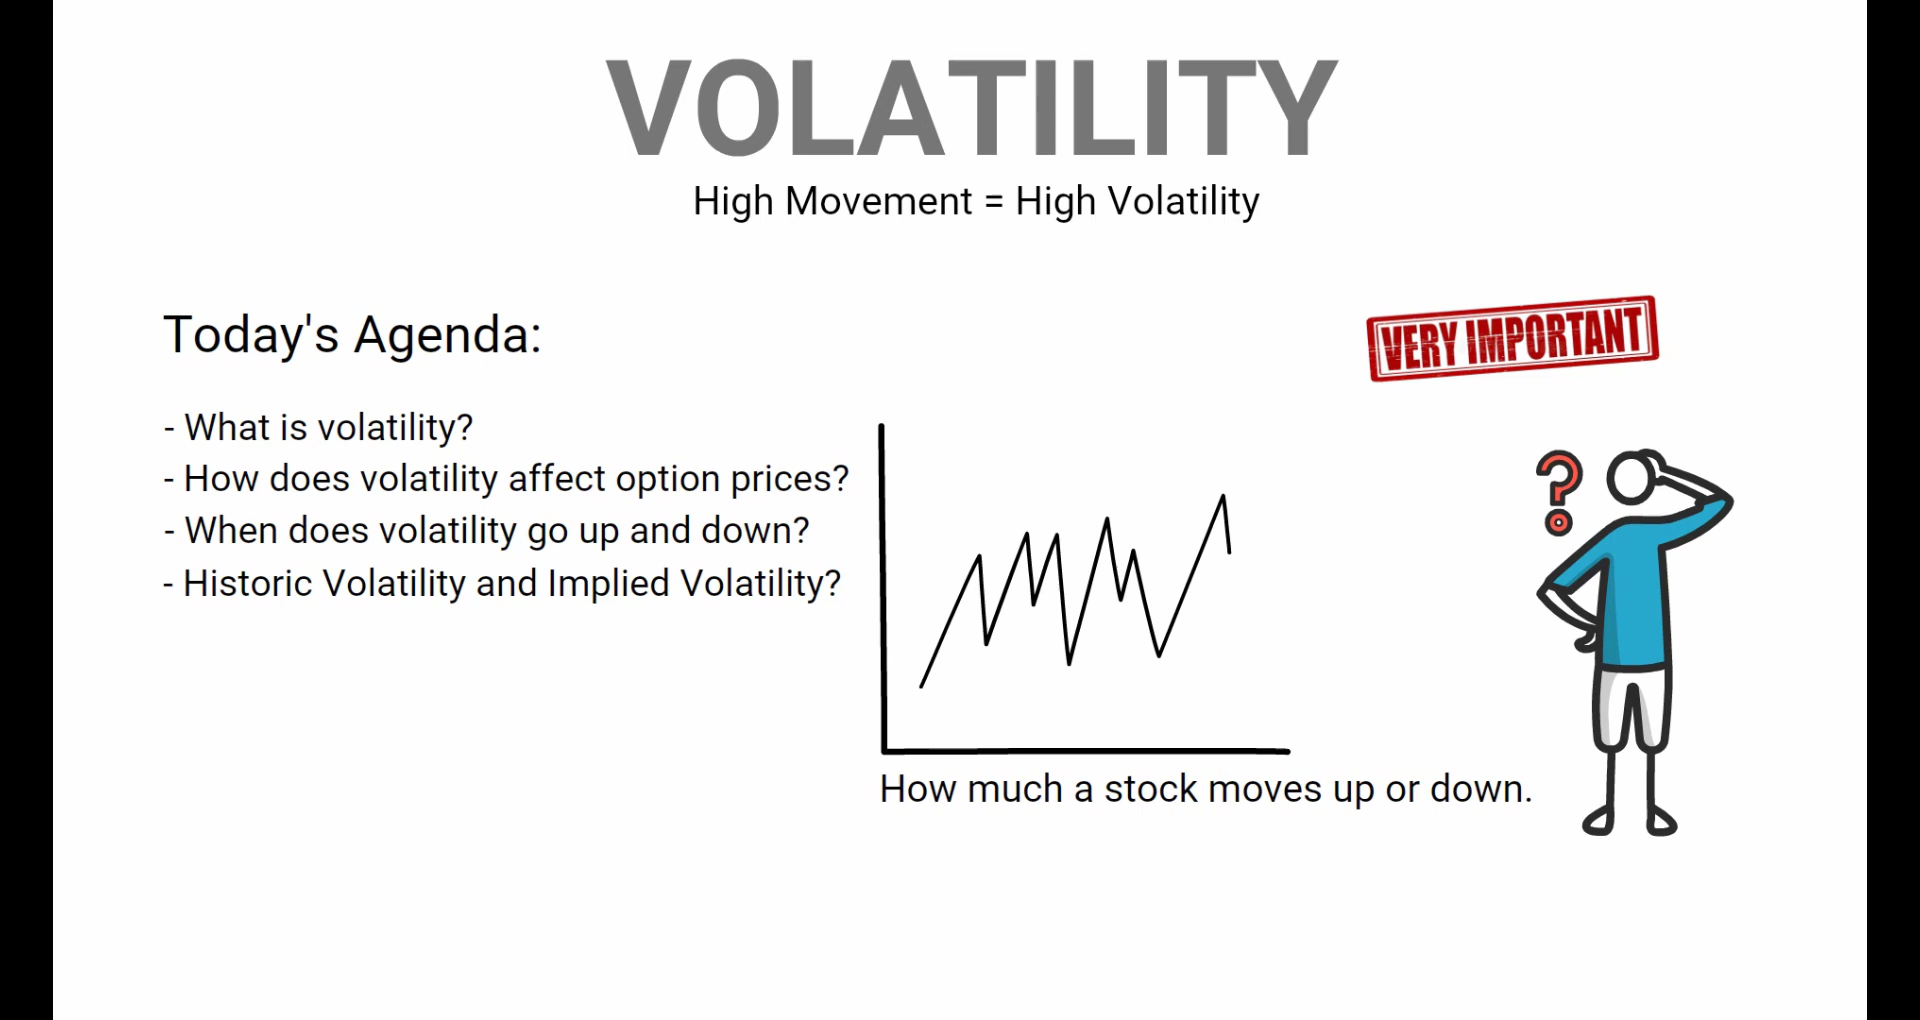 VOLATILITY
High Movement = High Volatility
Today's Agenda:
- What is volatility?
- How does volatility affect option prices?
- When does volatility go up and down?
- Historic Volatility and Implied Volatility?
VERY IMPORTANT
?
How much a stock moves up or down.